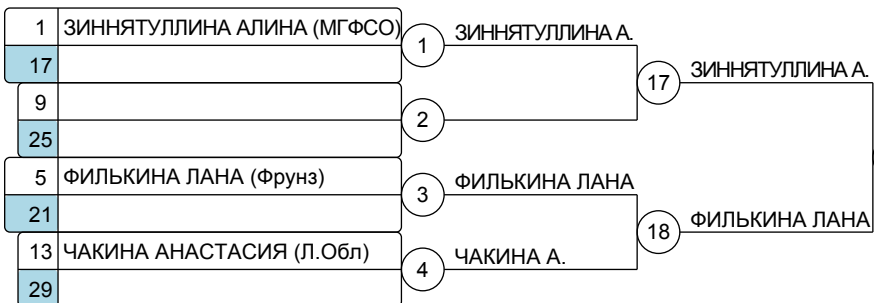 1 ЗИННЯТУЛЛИНА АЛИНА (МГФСО)
17
1 ЗИННЯТУЛЛИНА А.
9
25
2
17 ЗИННЯТУЛЛИНА А.
5 ФИЛЬКИНА ЛАНА (Фрунз)
21
3 ФИЛЬКИНА ЛАНА
13 ЧАКИНА АНАСТАСИЯ (Л.Обл)
29
4 ЧАКИНА А.
18 ФИЛЬКИНА ЛАНА